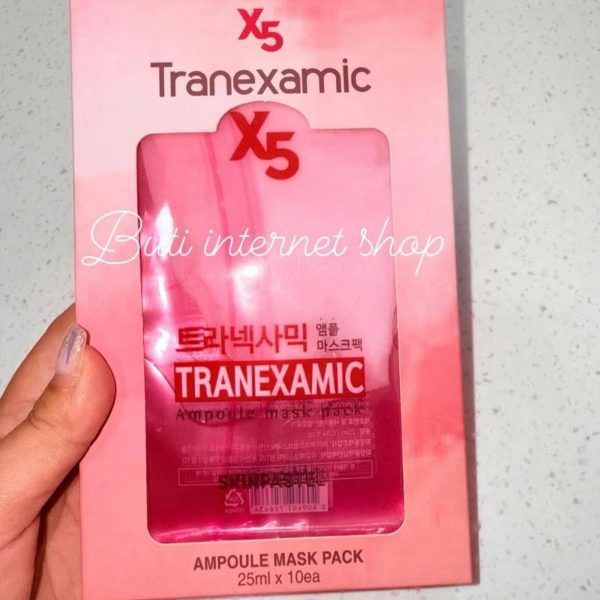 X5
Tranexamic
X5
Buti internet shop
트라넥사믹 앰플
마스크팩
TRANEXAMIC
Ampoule mask pack
SKINPASTEL
AMPOULE MASK PACK
25ml x 10ea